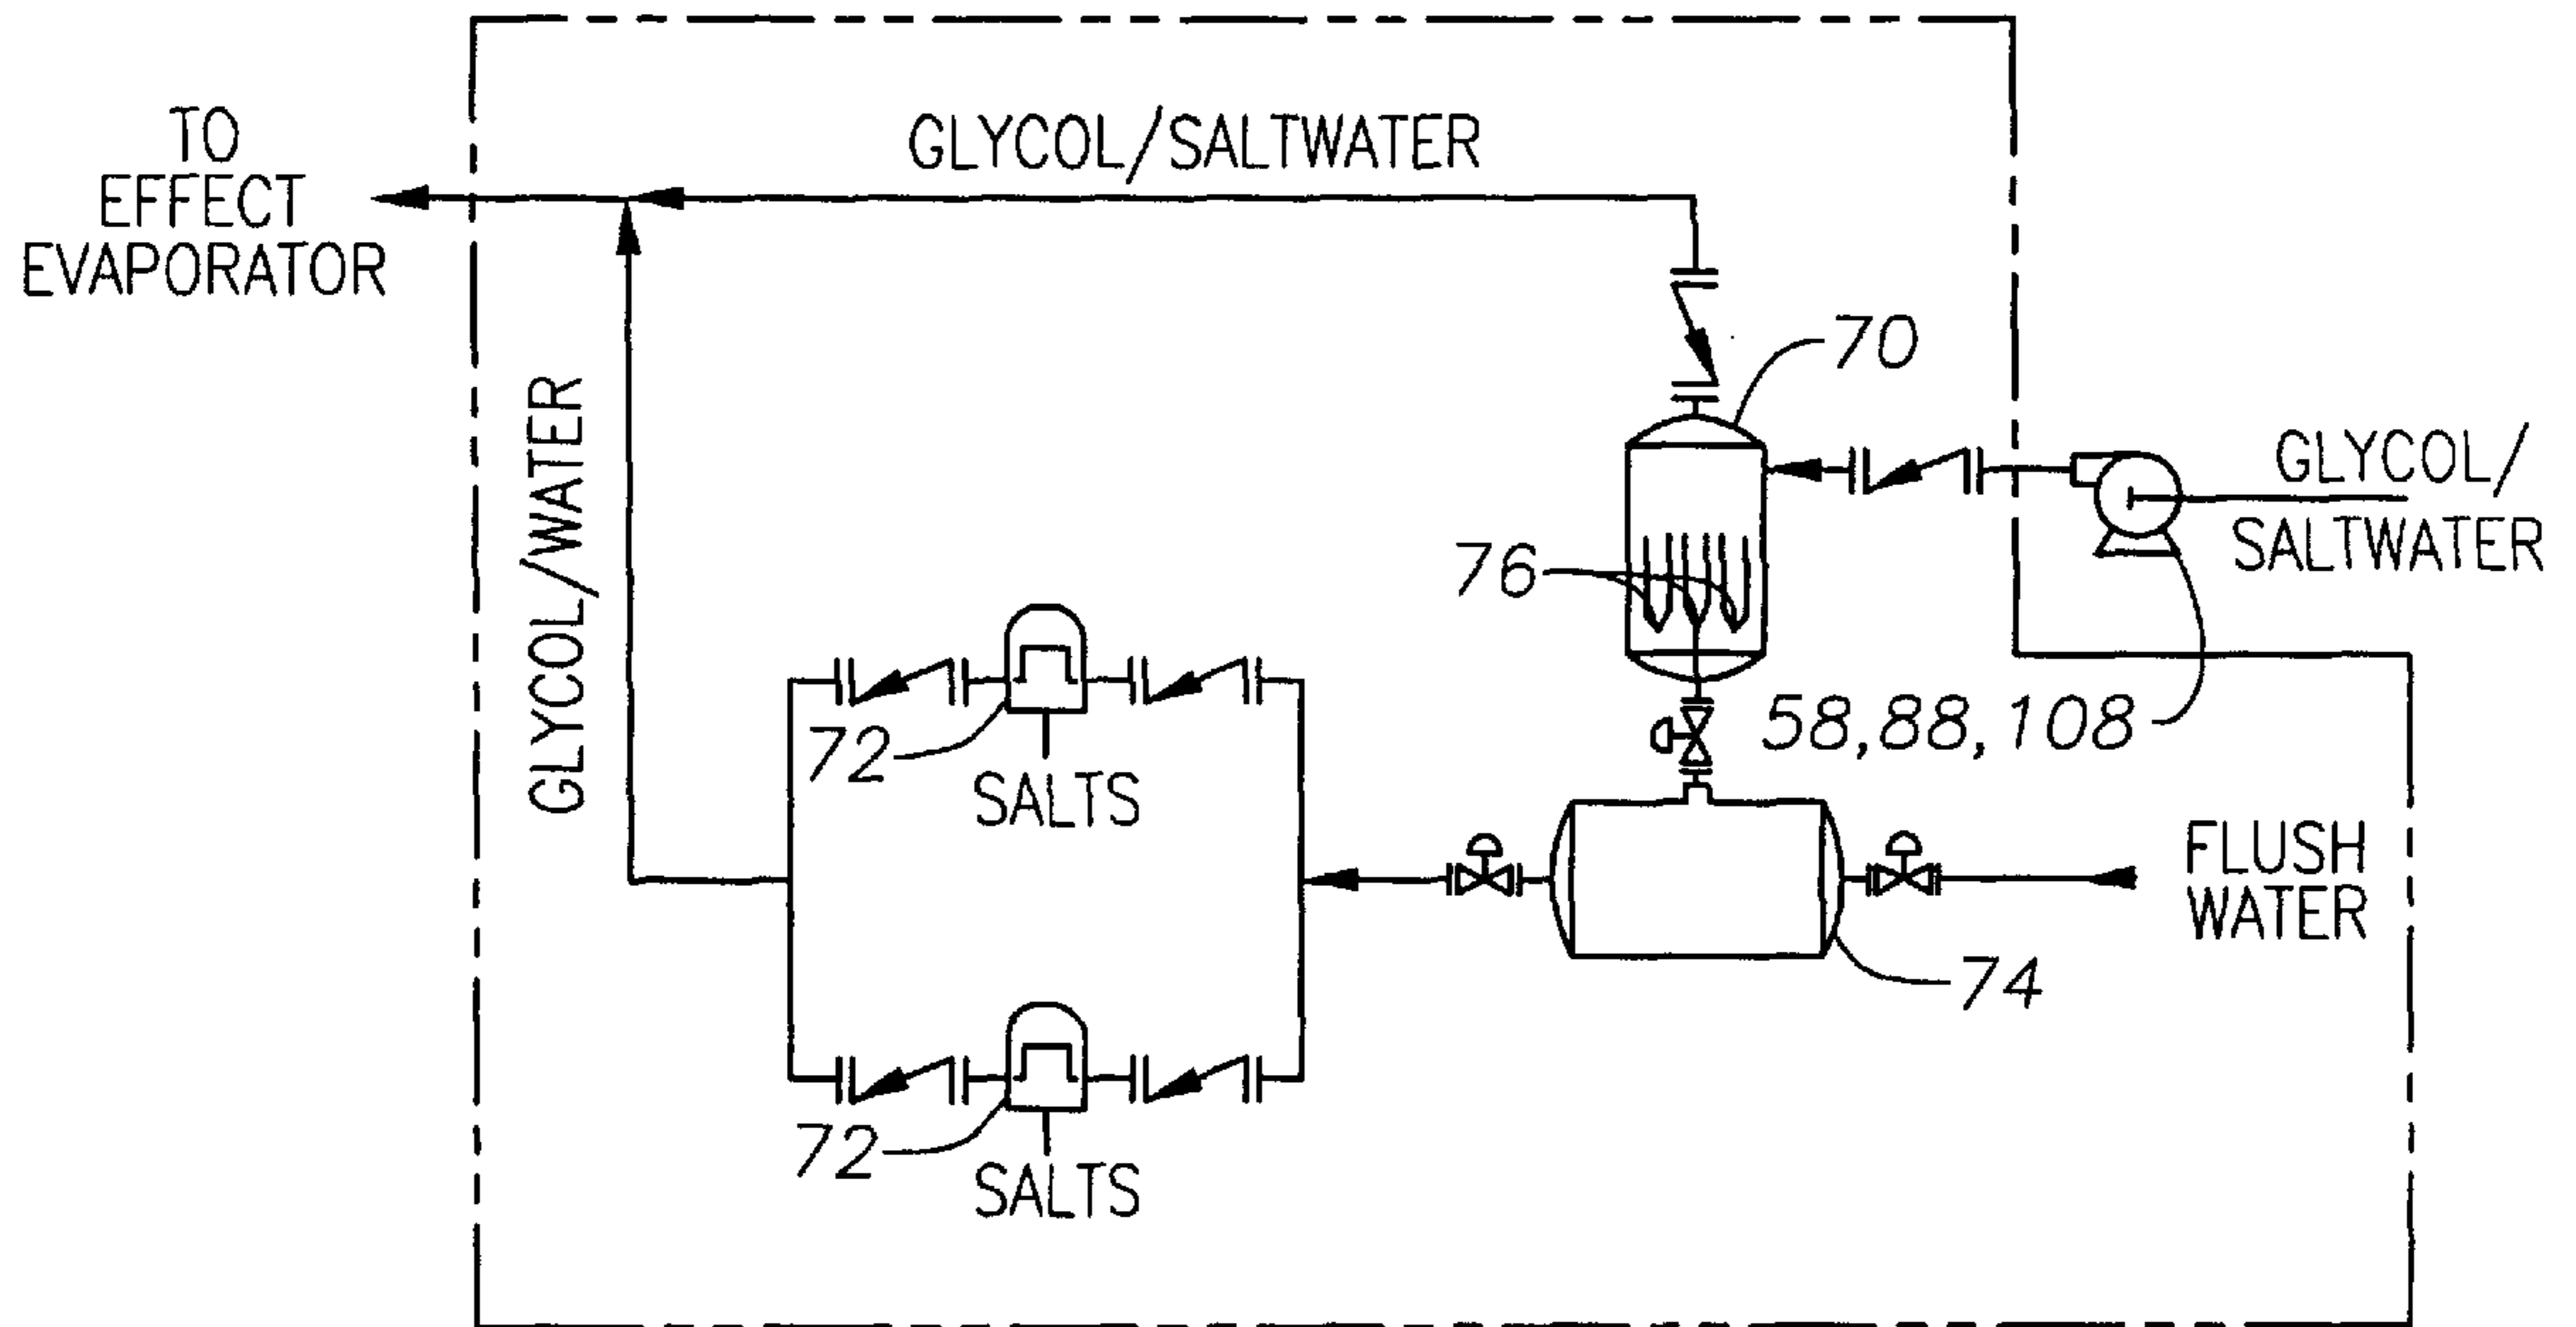 TO
EFFECT
EVAPORATOR
GLYCOL/SALTWATER
70
GLYCOL/
SALTWATER
GLYCOL/WATER
76
58,88,108
72
SALTS
FLUSH
WATER
74
72
SALTS